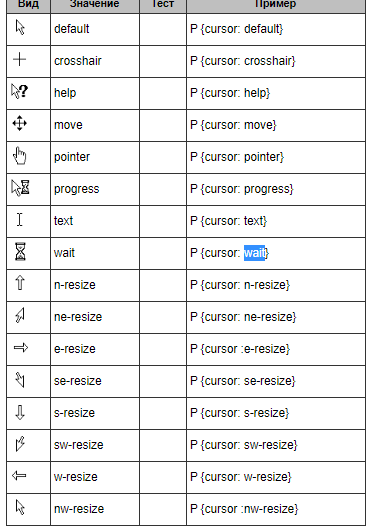 Вид Значение Тест Пример
default P {cursor: default}
crosshair P {cursor: crosshair}
help P {cursor: help}
move P {cursor: move}
pointer P {cursor: pointer}
progress P {cursor: progress}
text P {cursor: text}
wait P {cursor: wait}
n-resize P {cursor: n-resize}
ne-resize P {cursor: ne-resize}
e-resize P {cursor :e-resize}
se-resize P {cursor: se-resize}
s-resize P {cursor: s-resize}
sw-resize P {cursor: sw-resize}
w-resize P {cursor: w-resize}
nw-resize P {cursor :nw-resize}